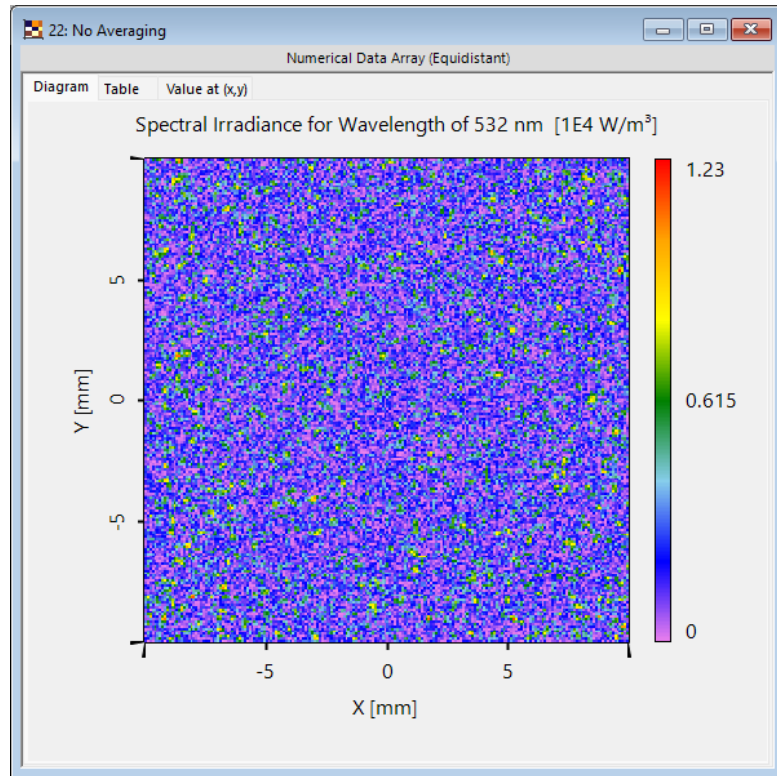 22: No Averaging
Numerical Data Array (Equidistant)
Diagram Table Value at (x,y)
Spectral Irradiance for Wavelength of 532 nm [1E4 W/m³]
1.23
5
0.615
0
Y [mm]
-5
0
-5 0 5
X [mm]